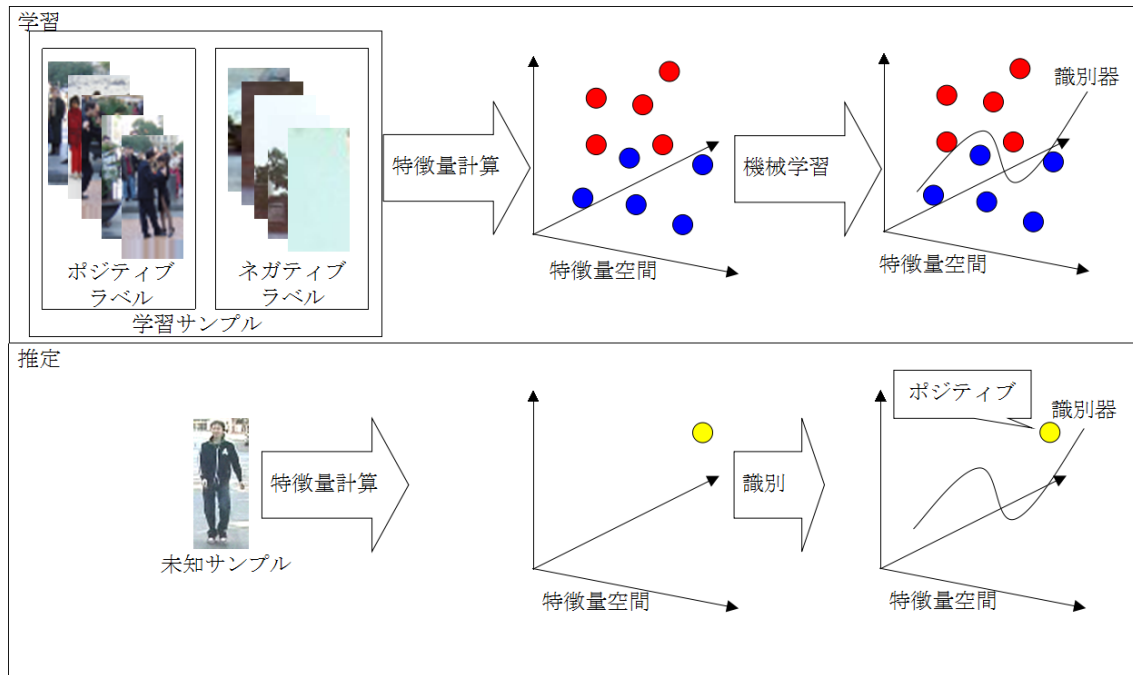 学習
ポジティブ
ラベル
ネガティブ
ラベル
学習サンプル
特徴量計算
特徴量空間
機械学習
識別器
特徴量空間
推定
未知サンプル
特徴量計算
特徴量空間
識別
ポジティブ
識別器
特徴量空間